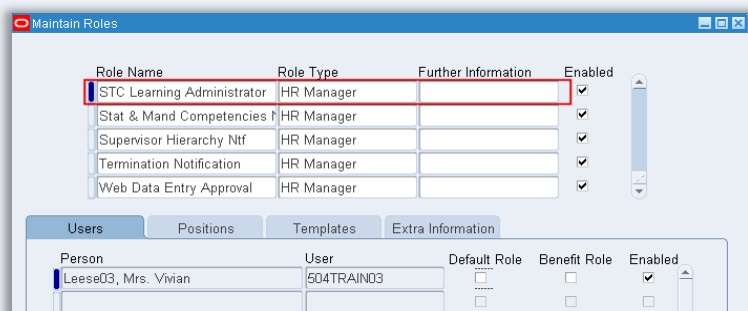 Maintain Roles
Role Name Role Type Further Information Enabled
STC Learning Administrator HR Manager
Stat & Mand Competencies HR Manager
Supervisor Hierarchy Ntf HR Manager
Termination Notification HR Manager
Web Data Entry Approval HR Manager
Users Positions Templates Extra Information
Person User Default Role Benefit Role Enabled
Leese03, Mrs. Vivian 504TRAIN03